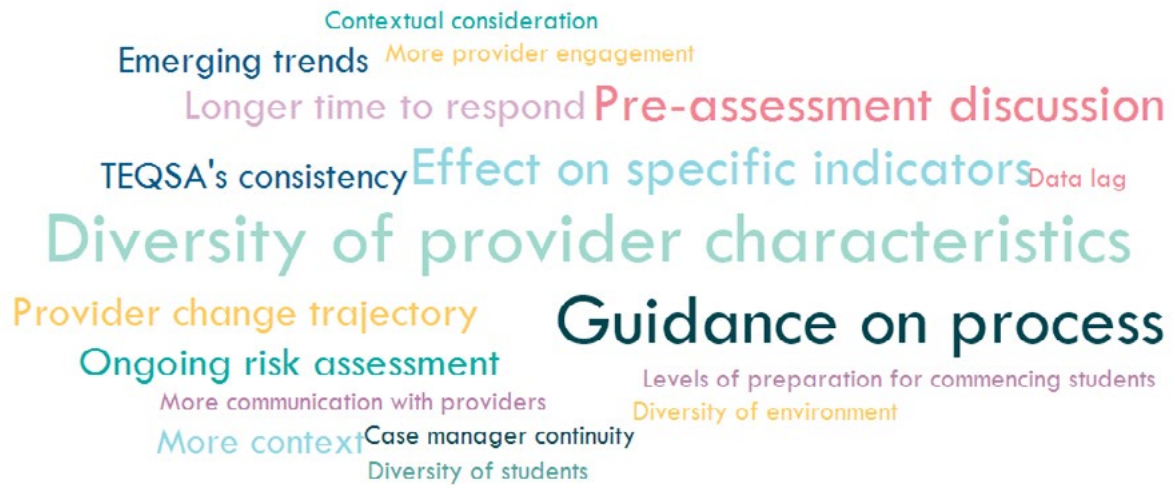 Contextual consideration
Emerging trends More provider engagement
Longer time to respond Pre-assessment discussion
TEQSA's consistency Effect on specific indicators Data lag
Diversity of provider characteristics
Provider change trajectory Guidance on process
Ongoing risk assessment
Levels of preparation for commencing students
More communication with providers Diversity of environment
More context Case manager continuity
Diversity of students